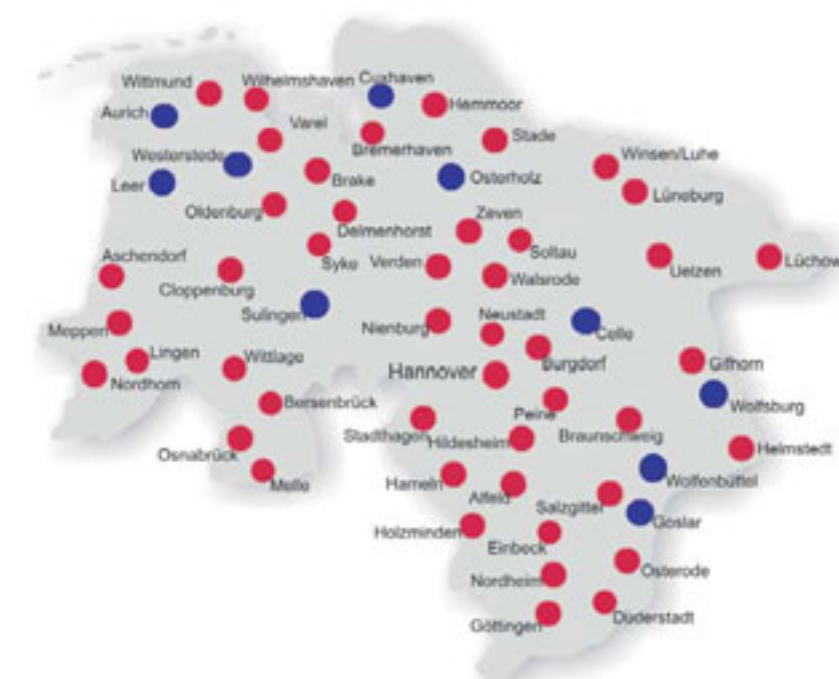 Wittmund
Wilhelmshaven
Cuxhaven
Aurich
Hemmoor
Varel
Stade
Westerstede
Bremerhaven
Winsen/Luhe
Leer
Brake
Osterholz
Lüneburg
Oldenburg
Delmenhorst
Zeven
Soltau
Aschendorf
Syke
Verden
Uelzen
Lüchow
Cloppenburg
Walsrode
Sulingen
Nienburg
Neustadt
Celle
Meppen
Lingen
Wittlage
Hannover
Burgdorf
Gifhorn
Nordhorn
Bersenbrück
Peine
Wolfsburg
Stadthagen
Hildesheim
Braunschweig
Helmstedt
Osnabrück
Melle
Hameln
Alfeld
Salzgitter
Wolfenbüttel
Goslar
Holzminden
Einbeck
Nordheim
Osterode
Göttingen
Duderstadt